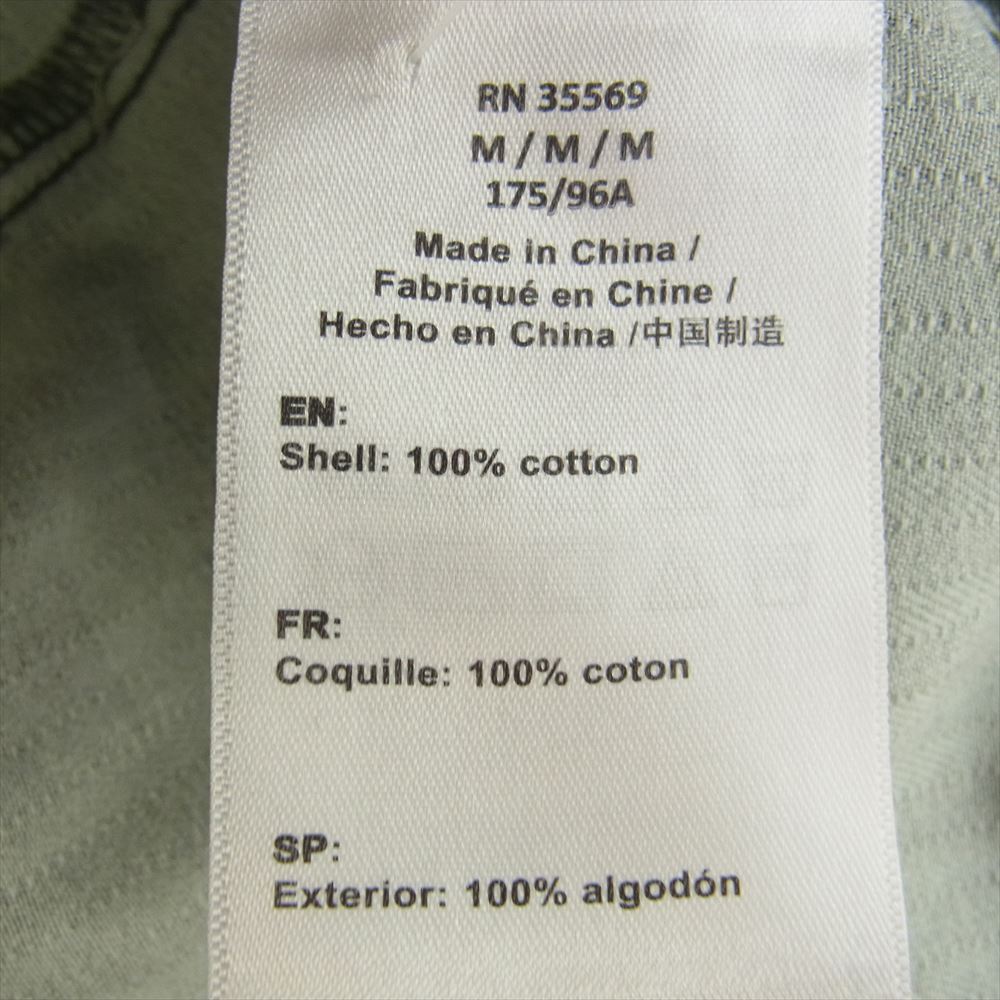 RN 35569
M / M / M
175/96A
Made in China /
Fabriqué en Chine /
Hecho en China /中国制造
EN:
Shell: 100% cotton
FR:
Coquille: 100% coton
SP:
Exterior: 100% algodón